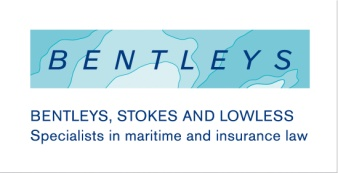 BENTLEYS
BENTLEYS, STOKES AND LOWLESS
Specialists in maritime and insurance law